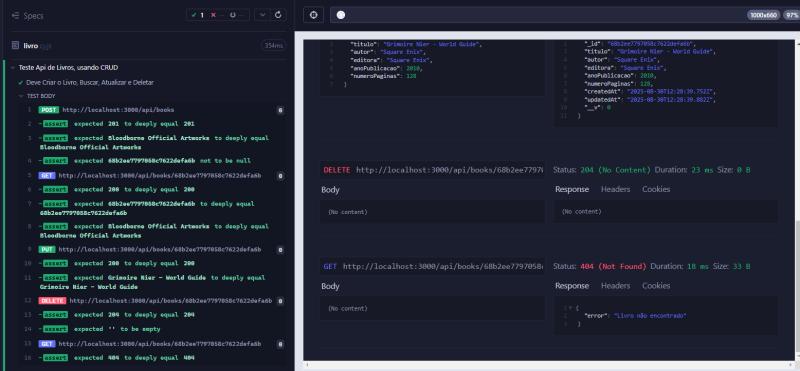 Specs
1
--
--
livro.cy.js
354ms
Teste Api de Livros, usando CRUD
Deve Criar o Livro, Buscar, Atualizar e Deletar
TEST BODY
1 POST http://localhost:3000/api/books
2 -assert expected 201 to deeply equal 201
3 -assert expected Bloodborne Official Artworks to deeply equal
Bloodborne Official Artworks
4 -assert expected 68b2ee7797058c7622defa6b not to be null
5 GET http://localhost:3000/api/books/68b2ee7797058c7622defa6b
6 -assert expected 200 to deeply equal 200
7 -assert expected 68b2ee7797058c7622defa6b to deeply equal
68b2ee7797058c7622defa6b
8 -assert expected Bloodborne Official Artworks to deeply equal
Bloodborne Official Artworks
9 PUT http://localhost:3000/api/books/68b2ee7797058c7622defa6b
10 -assert expected 200 to deeply equal 200
11 -assert expected Grimoire Nier - World Guide to deeply equal
Grimoire Nier - World Guide
12 DELETE http://localhost:3000/api/books/68b2ee7797058c7622defa6b
13 -assert expected 204 to deeply equal 204
14 -assert expected '' to be empty
15 GET http://localhost:3000/api/books/68b2ee7797058c7622defa6b
16 -assert expected 404 to deeply equal 404
1000x660
97%
"titulo": "Grimoire Nier - World Guide",
"autor": "Square Enix",
"editora": "Square Enix",
"anoPublicacao": 2010,
"numeroPaginas": 128
}
"_id": "68b2ee7797058c7622defa6b",
"titulo": "Grimoire Nier - World Guide",
"autor": "Square Enix",
"editora": "Square Enix",
"anoPublicacao": 2010,
"numeroPaginas": 128
"createdAt": "2025-08-30T12:28:39.752Z",
"updatedAt": "2025-08-30T12:28:39.882Z",
"__v": 0
}
DELETE http://localhost:3000/api/books/68b2ee7797
Status: 204 (No Content) Duration: 23 ms Size: 0 B
Body
(No content)
Response Headers Cookies
(No content)
GET http://localhost:3000/api/books/68b2ee7797058
Status: 404 (Not Found) Duration: 18 ms Size: 33 B
Body
(No content)
Response Headers Cookies
1 {
2 "error": "Livro não encontrado"
3 }